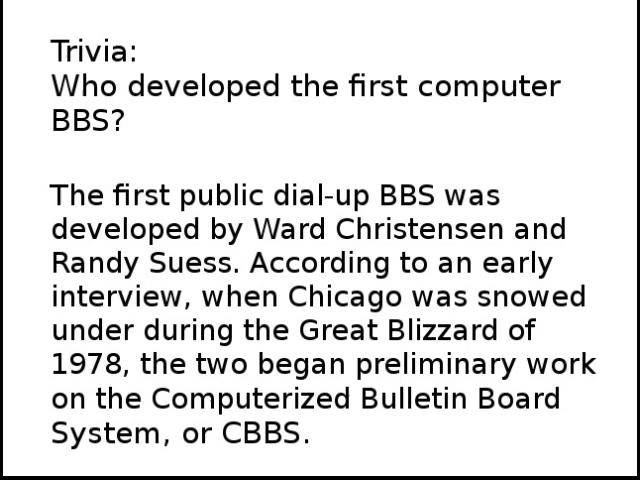 Trivia:
Who developed the first computer
BBS?
The first public dial-up BBS was
developed by Ward Christensen and
Randy Suess. According to an early
interview, when Chicago was snowed
under during the Great Blizzard of
1978, the two began preliminary work
on the Computerized Bulletin Board
System, or CBBS.